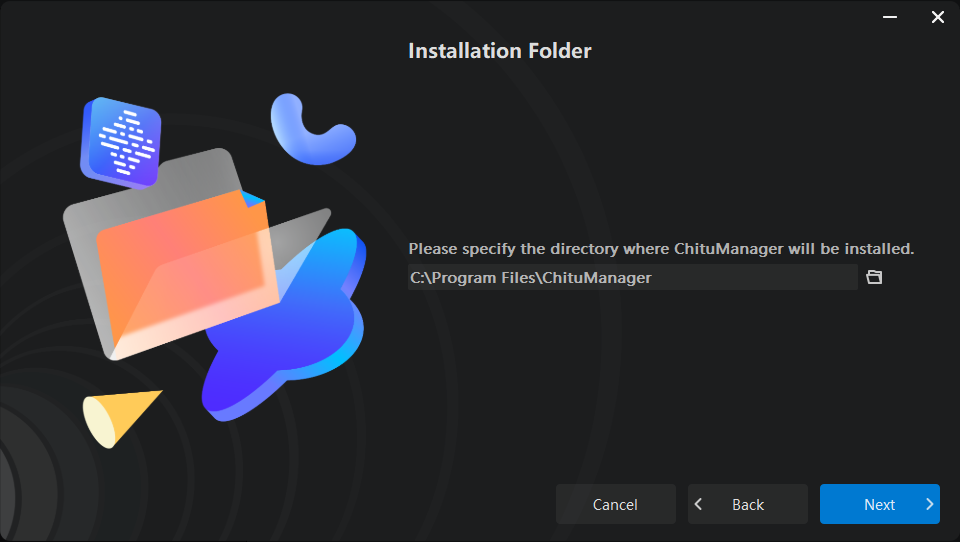 Installation Folder
Please specify the directory where ChituManager will be installed.
C:\Program Files\ChituManager
Cancel
Back
Next